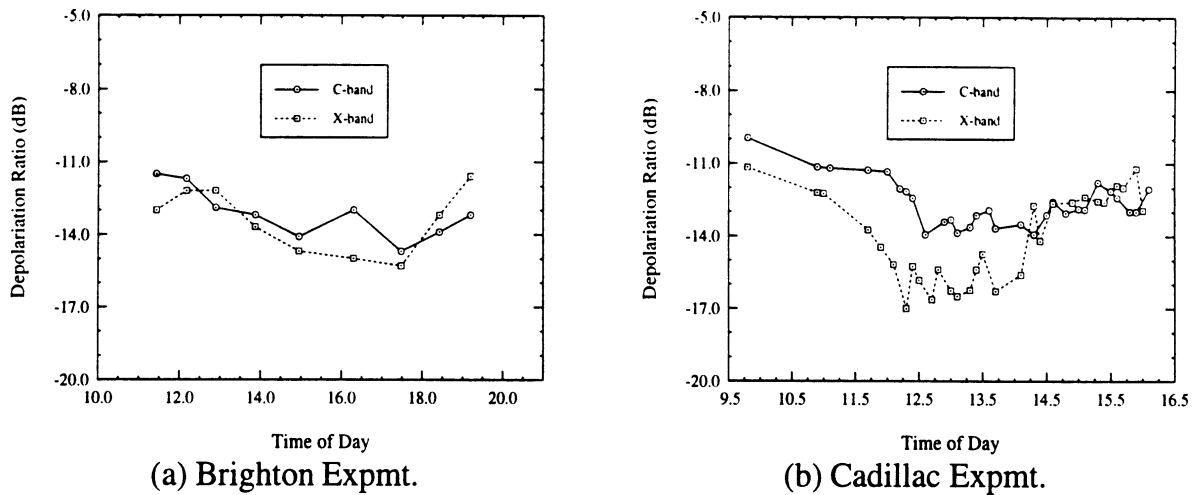 -5.0
-8.0
-11.0
-14.0
-17.0
-20.0
Depolariation Ratio (dB)
C-band
X-band
10.0 12.0 14.0 16.0 18.0 20.0
Time of Day
(a) Brighton Expmt.
-5.0
-8.0
-11.0
-14.0
-17.0
-20.0
Depolariation Ratio (dB)
C-band
X-band
9.5 10.5 11.5 12.5 13.5 14.5 15.5 16.5
Time of Day
(b) Cadillac Expmt.